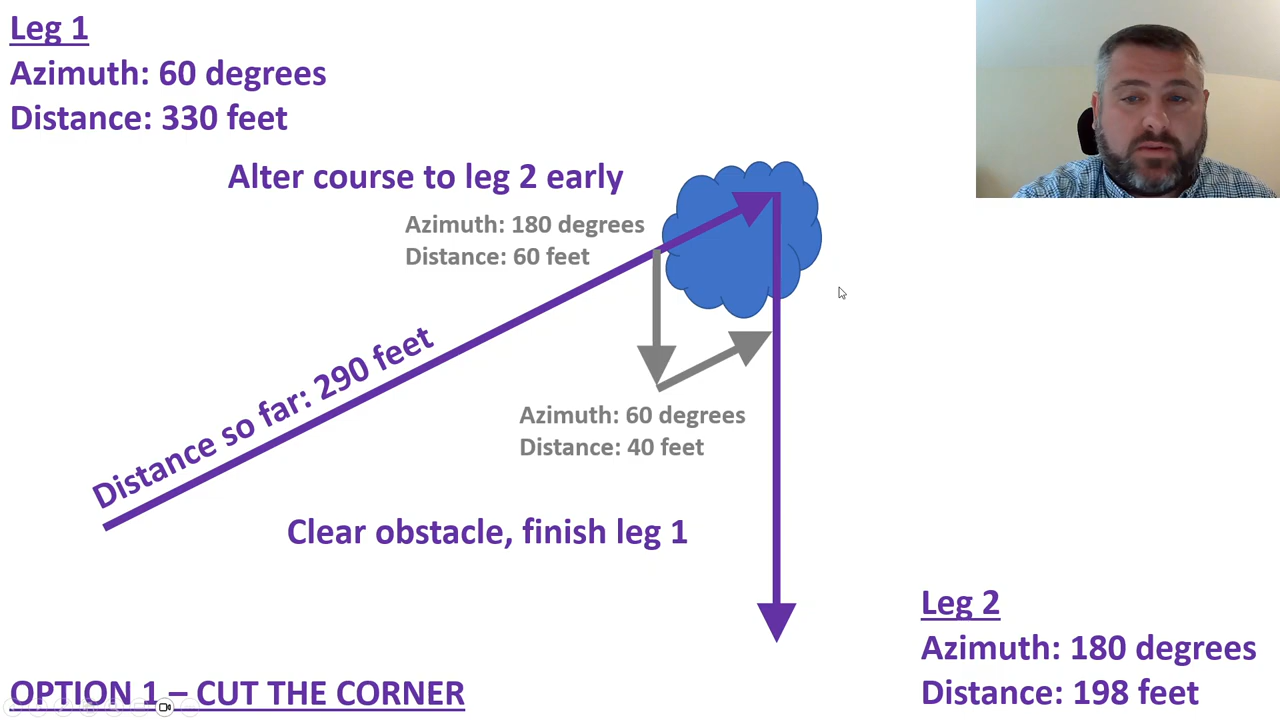 Leg 1
Azimuth: 60 degrees
Distance: 330 feet
Alter course to leg 2 early
Azimuth: 180 degrees
Distance: 60 feet
Distance so far: 290 feet
Azimuth: 60 degrees
Distance: 40 feet
Clear obstacle, finish leg 1
Leg 2
Azimuth: 180 degrees
Distance: 198 feet
OPTION 1 – CUT THE CORNER